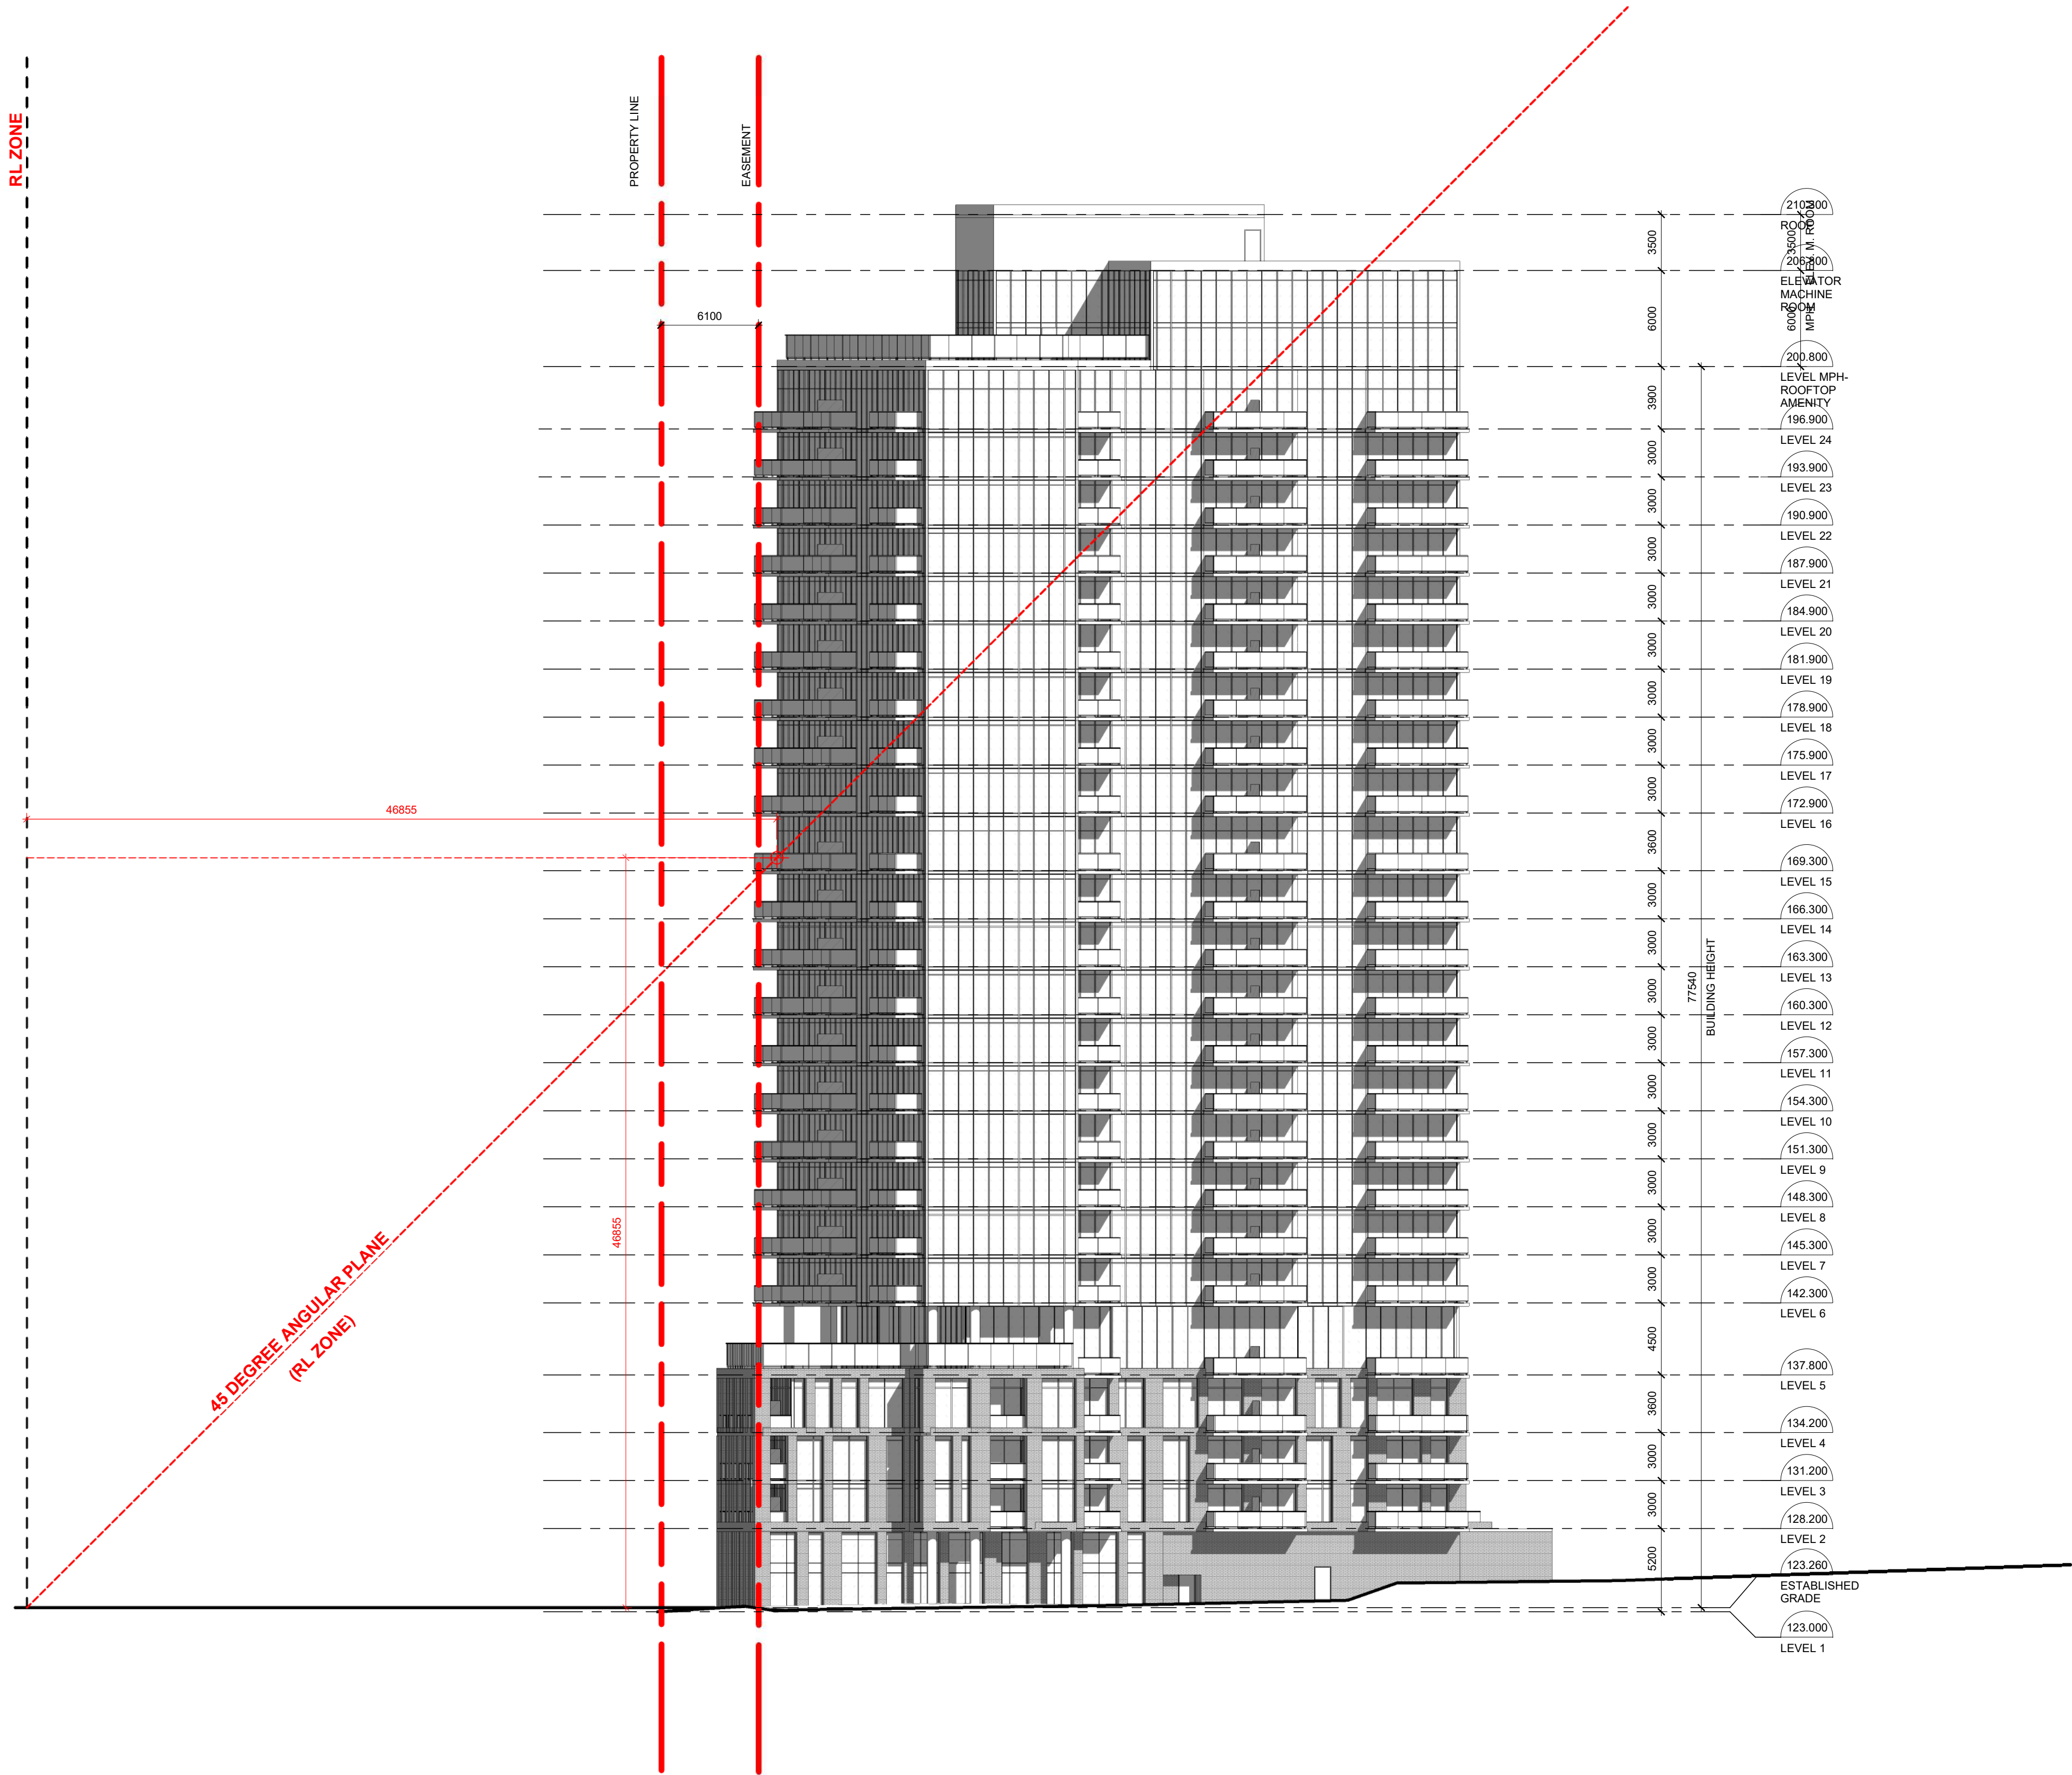 RL ZONE
PROPERTY LINE
EASEMENT
6100
46855
46855
45 DEGREE ANGULAR PLANE
(RL ZONE)
3500
6000
3900
3000
3000
3000
3000
3000
3000
3000
3000
3600
3000
3000
3000
3000
3000
3000
3000
3000
3000
4500
3600
3000
3000
5200
77540
BUILDING HEIGHT
3500
ELEV. M. ROOM
6000
MPH
210.300
ROOF
206.800
ELEVATOR
MACHINE
ROOM
200.800
LEVEL MPH-
ROOFTOP
AMENITY
196.900
LEVEL 24
193.900
LEVEL 23
190.900
LEVEL 22
187.900
LEVEL 21
184.900
LEVEL 20
181.900
LEVEL 19
178.900
LEVEL 18
175.900
LEVEL 17
172.900
LEVEL 16
169.300
LEVEL 15
166.300
LEVEL 14
163.300
LEVEL 13
160.300
LEVEL 12
157.300
LEVEL 11
154.300
LEVEL 10
151.300
LEVEL 9
148.300
LEVEL 8
145.300
LEVEL 7
142.300
LEVEL 6
137.800
LEVEL 5
134.200
LEVEL 4
131.200
LEVEL 3
128.200
LEVEL 2
123.260
ESTABLISHED
GRADE
123.000
LEVEL 1